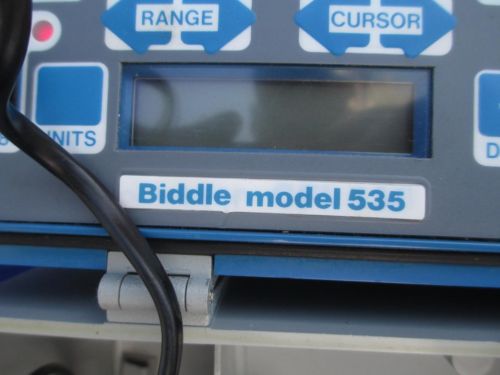 RANGE
CURSOR
UNITS
D
Biddle model 535